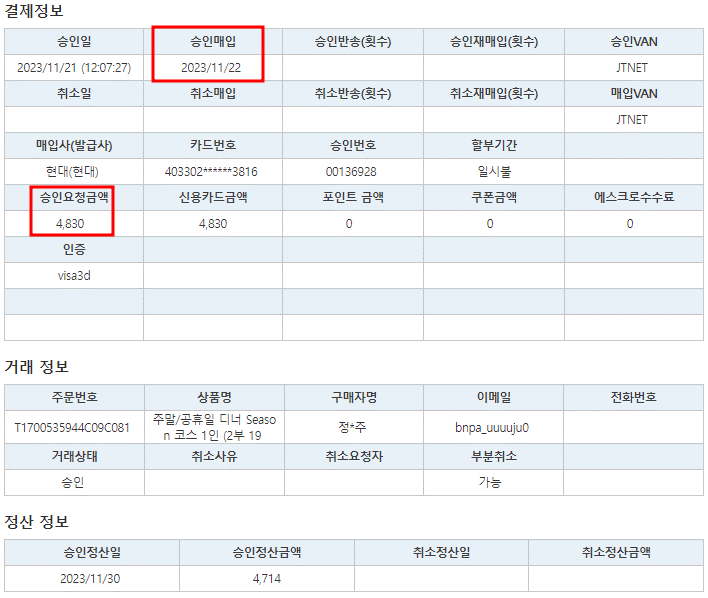 결제정보
승인일 승인매입 승인반송(횟수) 승인재매입(횟수) 승인VAN
2023/11/21 (12:07:27) 2023/11/22 JTNET
취소일 취소매입 취소반송(횟수) 취소재매입(횟수) 매입VAN
JTNET
매입사(발급사) 카드번호 승인번호 할부기간
현대(현대) 403302******3816 00136928 일시불
승인요청금액 신용카드금액 포인트 금액 쿠폰금액 에스크로수수료
4,830 4,830 0 0 0
인증
visa3d
거래 정보
주문번호 상품명 구매자명 이메일 전화번호
T1700535944C09C081 주말/공휴일 디너 Seaso
n 코스 1인 (2부 19 정*주 bnpa_uuuuju0
거래상태 취소사유 취소요청자 부분취소
승인 가능
정산 정보
승인정산일 승인정산금액 취소정산일 취소정산금액
2023/11/30 4,714